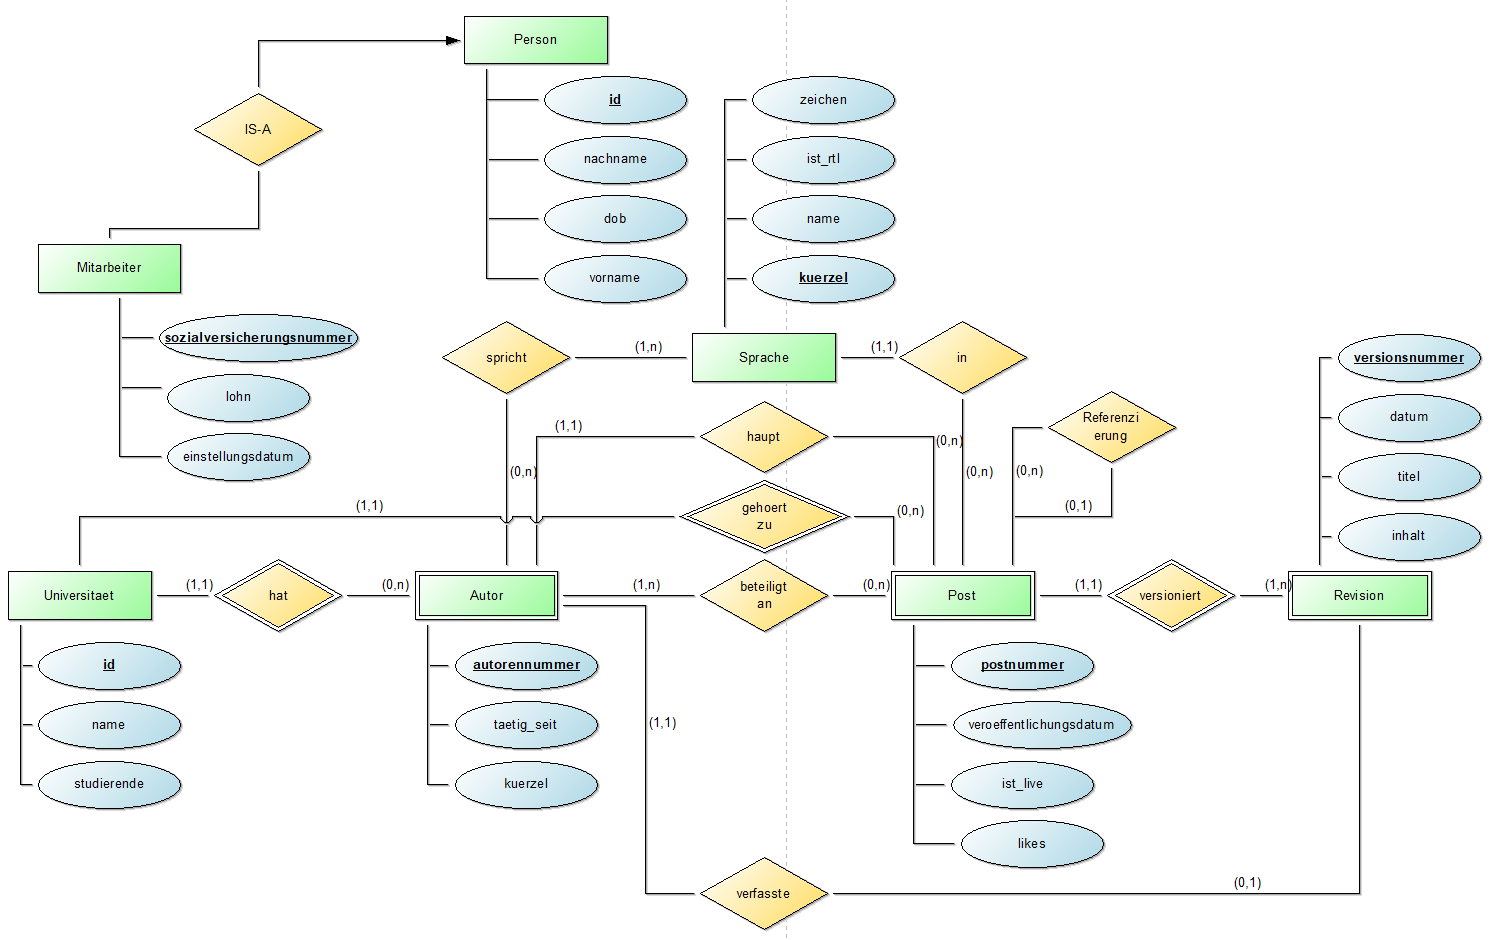 Person
id
zeichen
IS-A
nachname
ist_rtl
dob
name
Mitarbeiter
vorname
kuerzel
sozialversicherungsnummer
spricht
(1,n)
Sprache
(1,1)
in
versionsnummer
lohn
einstellungsdatum
(1,1)
haupt
(0,n)
Referenzi
erung
datum
(0,n)
(0,n)
(0,n)
titel
(1,1)
gehoert
zu
(0,n)
(0,1)
inhalt
Universitaet
(1,1)
hat
(0,n)
Autor
(1,n)
beteiligt
an
(0,n)
Post
(1,1)
versioniert
(1,n)
Revision
id
autorennummer
postnummer
name
taetig_seit
(1,1)
veroeffentlichungsdatum
studierende
kuerzel
ist_live
likes
verfasste
(0,1)